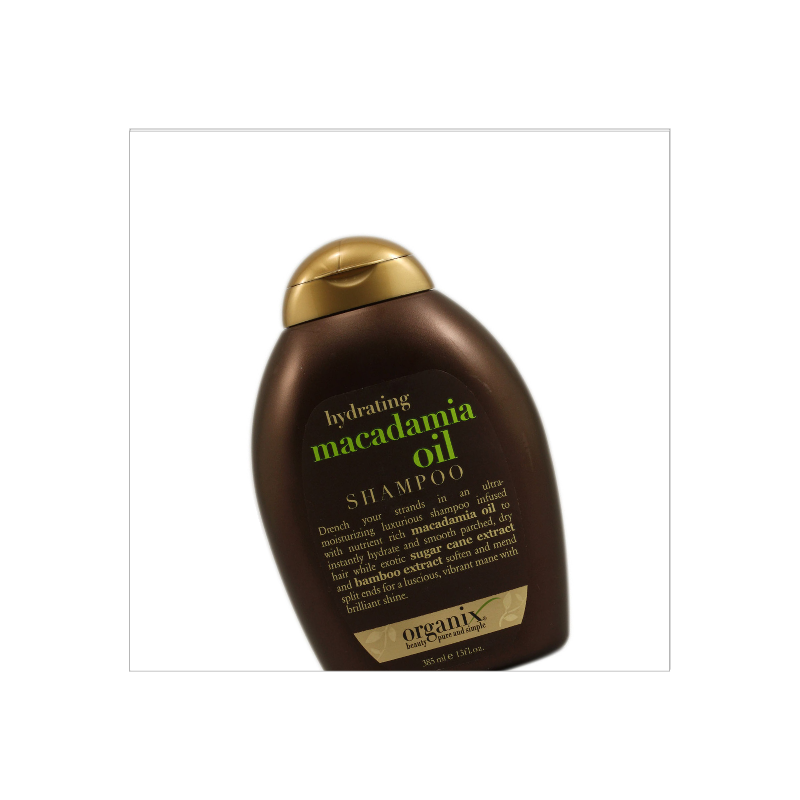 hydrating
macadamia
oil
SHAMPOO
Drench your strands in an ultra-
moisturizing luxurious shampoo infused
with nutrient rich macadamia oil to
instantly hydrate and smooth parched, dry
hair while exotic sugar cane extract
and bamboo extract soften and mend
split ends for a luscious, vibrant mane with
brilliant shine.
organix®
beauty pure and simple
385 ml e 13fl.oz.